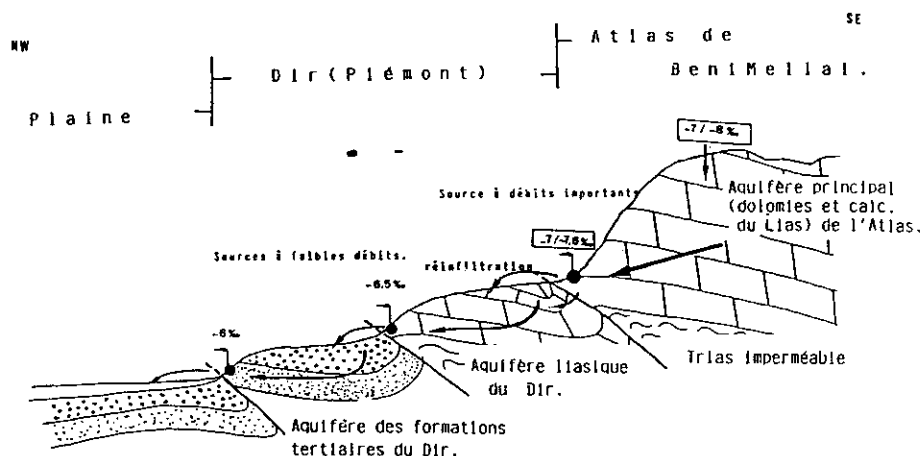 NW
SE
Atlas de
BeniMellal.
Dir(Piémont)
Plaine
-7/-8‰
Aquifère principal
(dolomies et calc.
du Lias) de l'Atlas.
Source à débits importants
-7/-7,6‰
Sources à faibles débits.
réinfiltration
-6.5‰
-6‰
Trias imperméable
Aquifère liasique
du Dir.
Aquifère des formations
tertiaires du Dir.